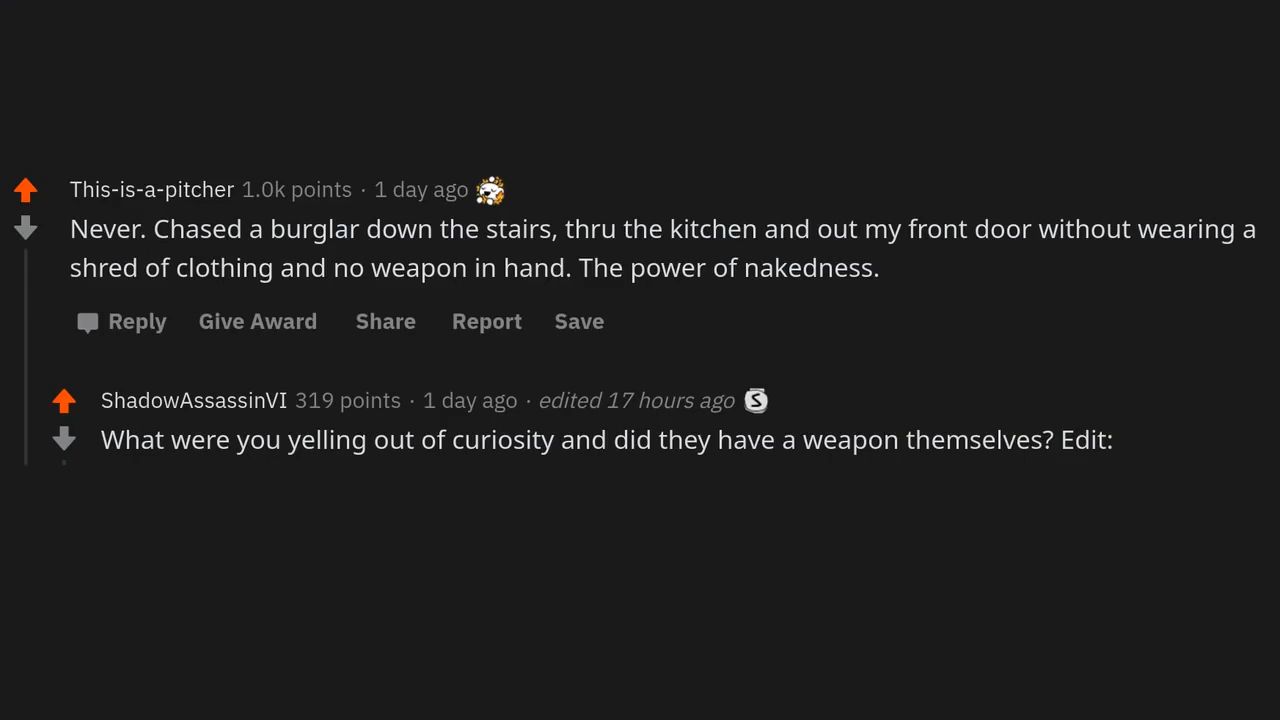 This-is-a-pitcher 1.0k points · 1 day ago
Never. Chased a burglar down the stairs, thru the kitchen and out my front door without wearing a
shred of clothing and no weapon in hand. The power of nakedness.
Reply Give Award Share Report Save
ShadowAssassinVI 319 points · 1 day ago · edited 17 hours ago S
What were you yelling out of curiosity and did they have a weapon themselves? Edit: